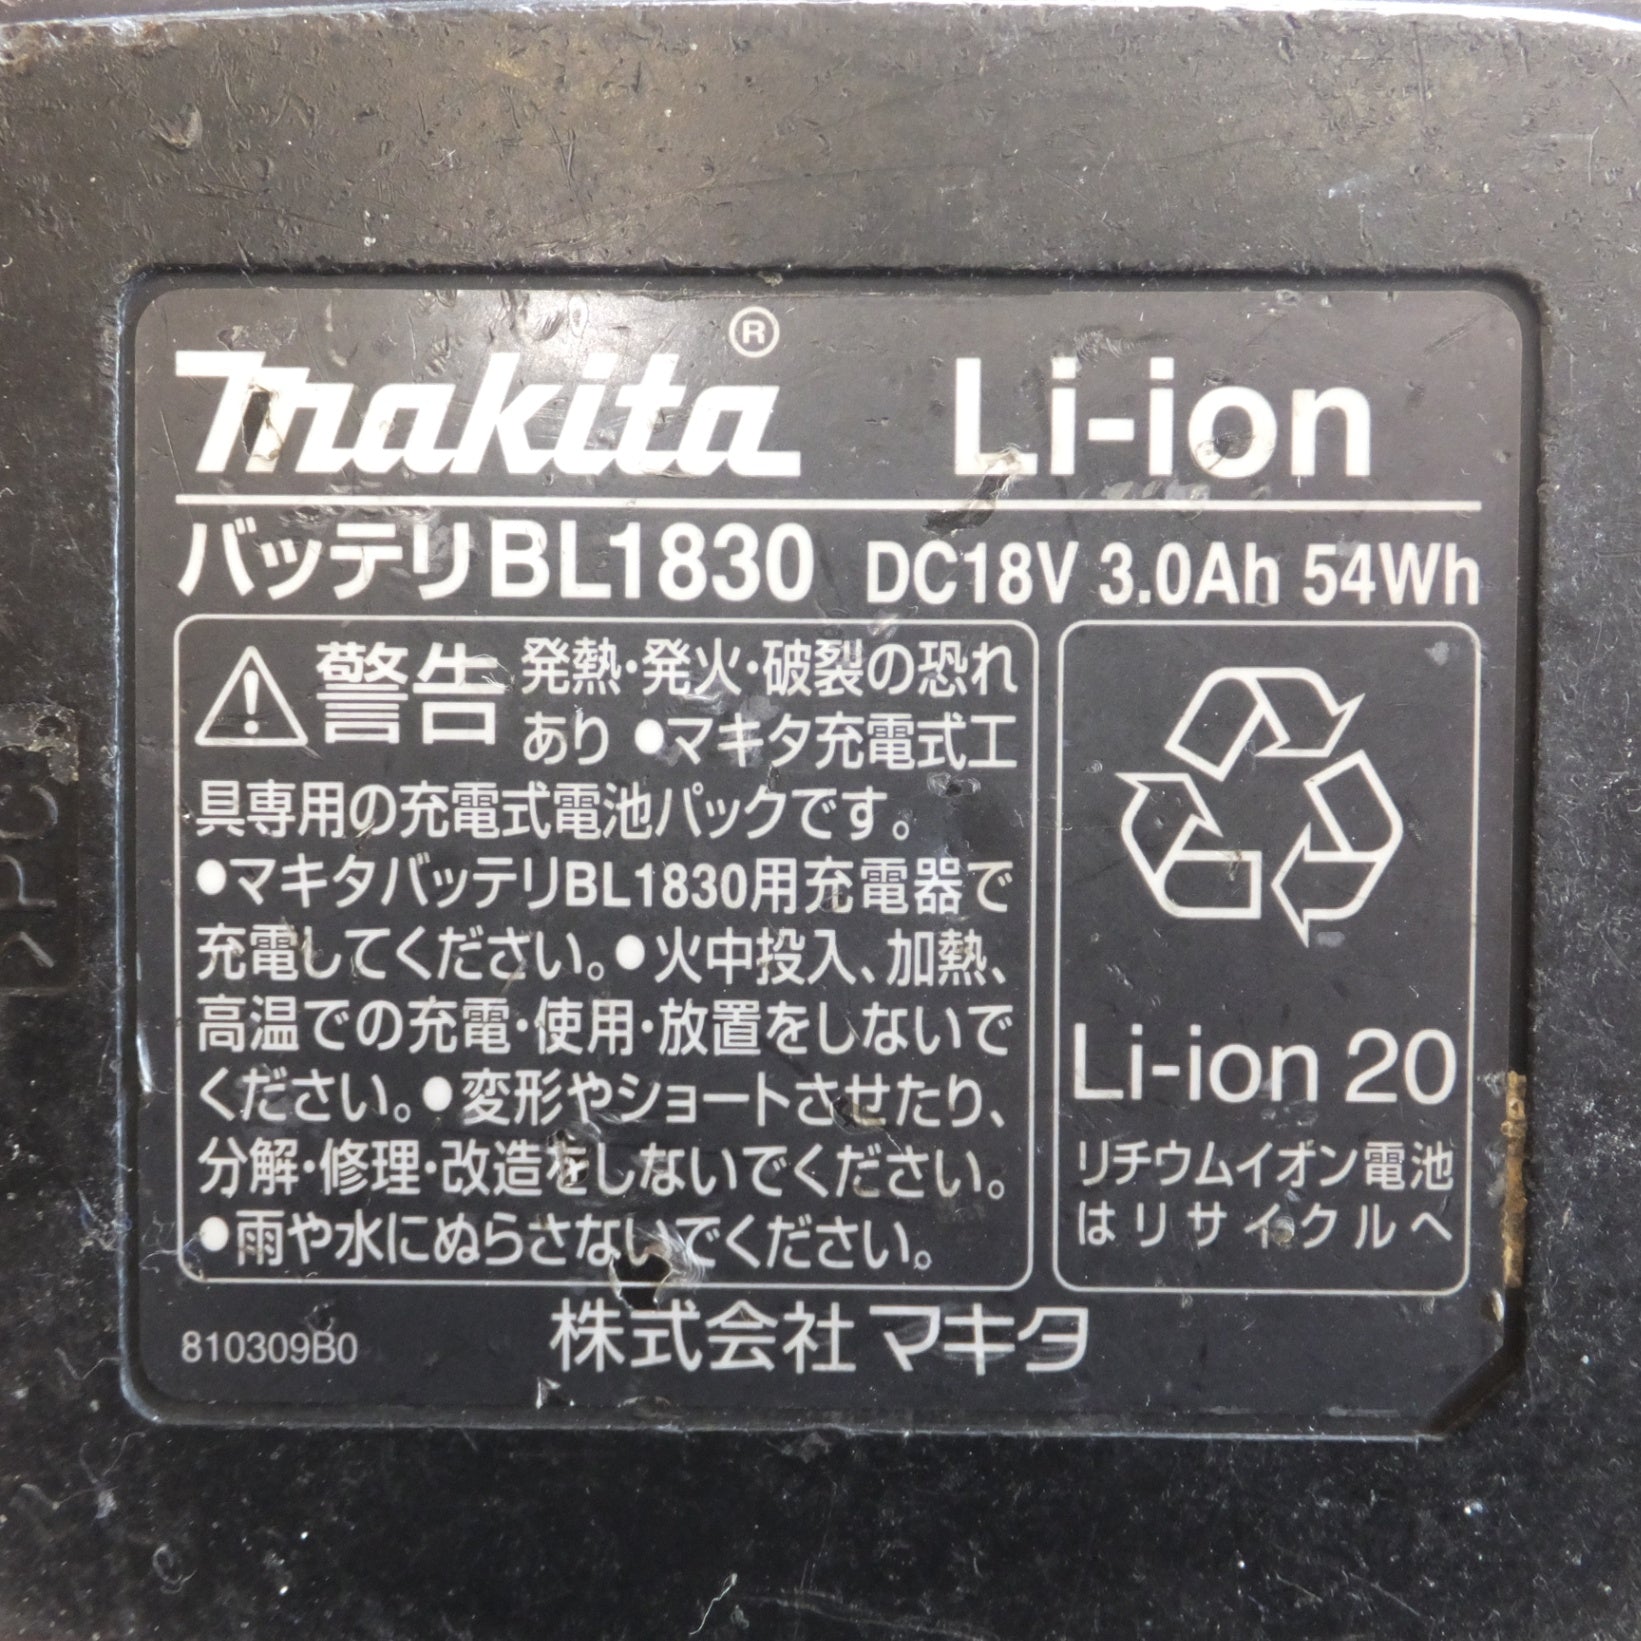 makita® Li-ion
バッテリBL1830 DC18V 3.0Ah 54Wh
警告 発熱・発火・破裂の恐れ
あり ●マキタ充電式工
具専用の充電式電池パックです。
●マキタバッテリBL1830用充電器で
充電してください。●火中投入、加熱、
高温での充電・使用・放置をしないで
ください。●変形やショートさせたり、
分解・修理・改造をしないでください。
●雨や水にぬらさないでください。
Li-ion 20
リチウムイオン電池
はリサイクルへ
810309B0 株式会社マキタ
>PC